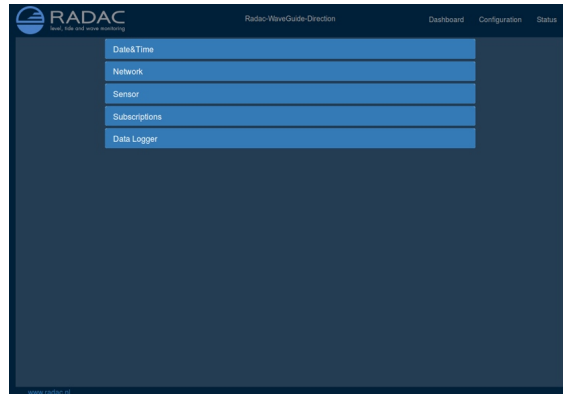 RADAC
level, tide and wave monitoring
Radac-WaveGuide-Direction
Dashboard Configuration Status
Date&Time
Network
Sensor
Subscriptions
Data Logger
www.radac.nl